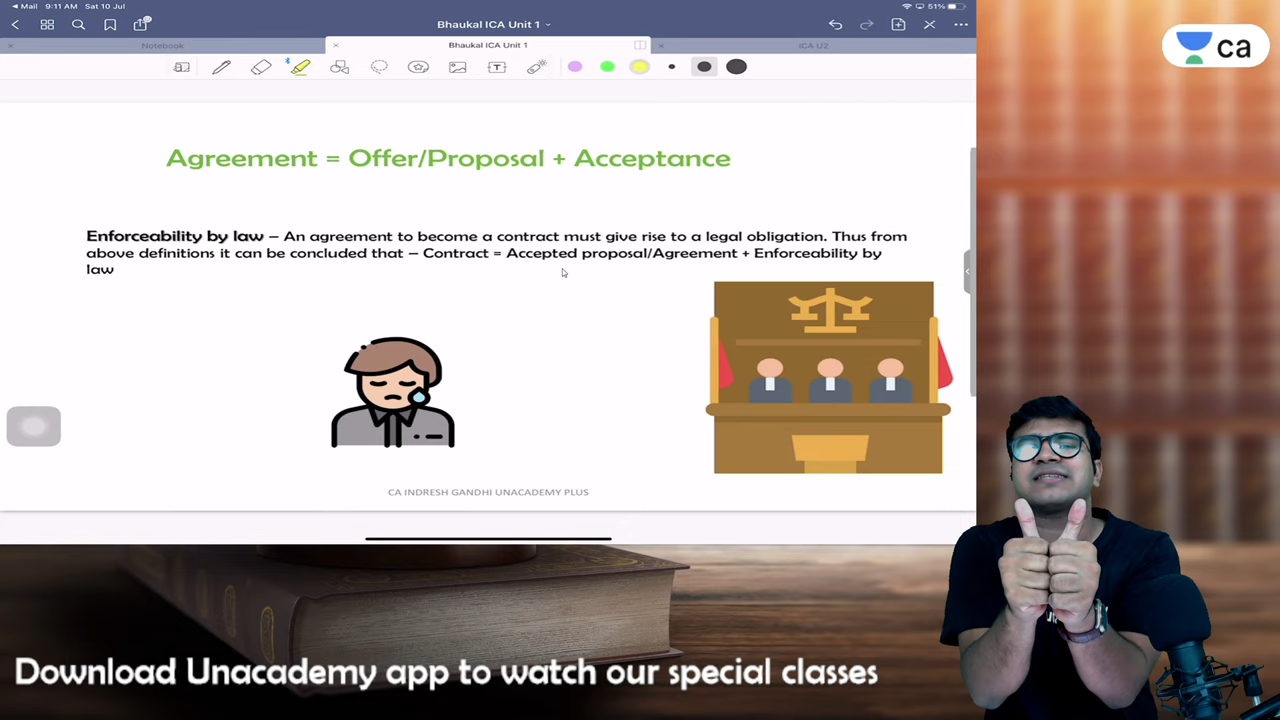 Mail 9:11 AM Sat 10 Jul
51%
Bhaukal ICA Unit 1
Notebook
Bhaukal ICA Unit 1
ICA U2
ca
Agreement = Offer/Proposal + Acceptance
Enforceability by law – An agreement to become a contract must give rise to a legal obligation. Thus from
above definitions it can be concluded that – Contract = Accepted proposal/Agreement + Enforceability by
law
CA INDRESH GANDHI UNACADEMY PLUS
Download Unacademy app to watch our special classes